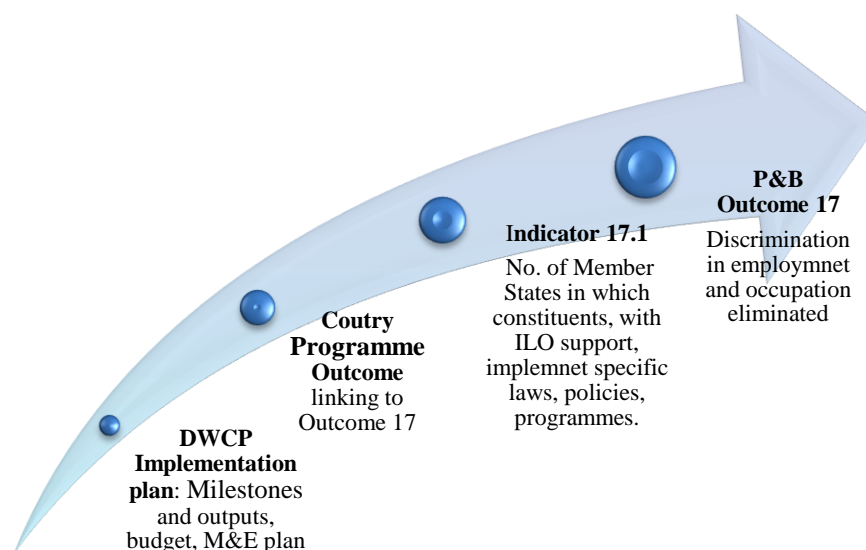 DWCP
Implementation
plan: Milestones
and outputs,
budget, M&E plan
Coutry
Programme
Outcome
linking to
Outcome 17
Indicator 17.1
No. of Member
States in which
constituents, with
ILO support,
implemnet specific
laws, policies,
programmes.
P&B
Outcome 17
Discrimination
in employmnet
and occupation
eliminated